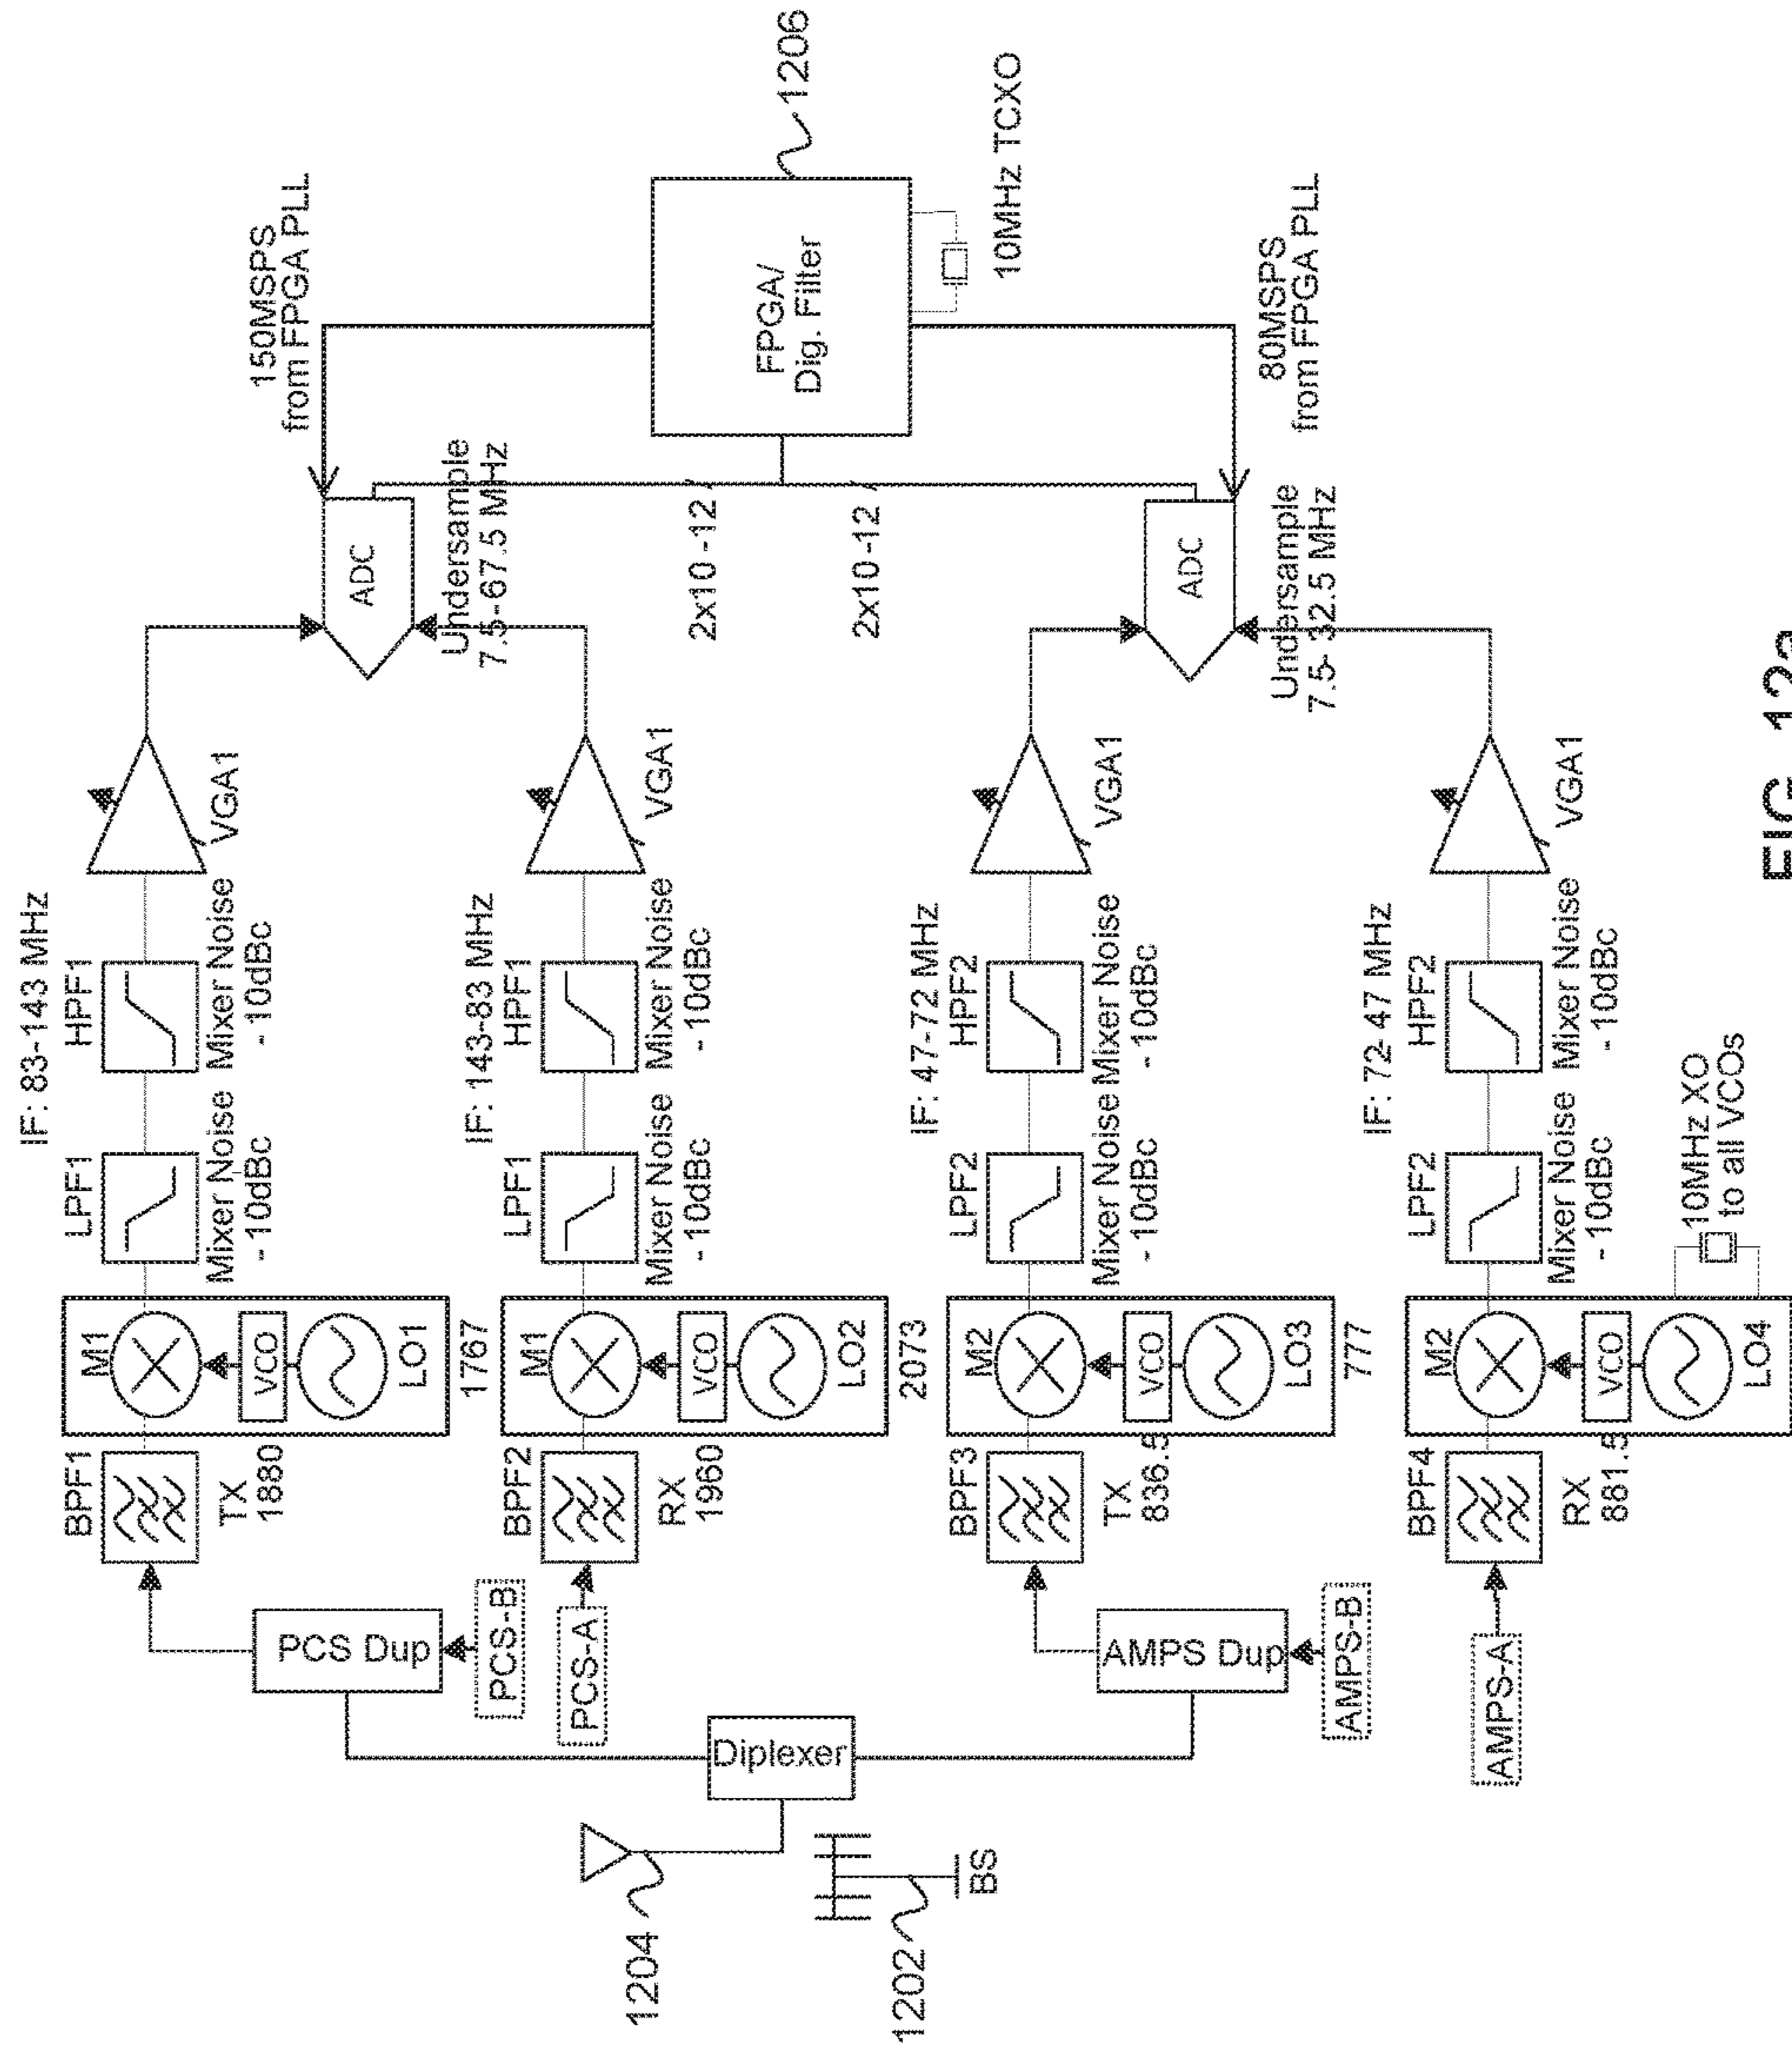 IF: 83-143 MHz
BPF1
M1
LPF1
HPF1
VCO
LO1
1767
TX
1880
Mixer Noise
- 10dBc
Mixer Noise
- 10dBc
VGA1
150MSPS
from FPGA PLL
ADC
Undersample
7.5-67.5 MHz
PCS Dup
PCS-B
PCS-A
IF: 143-83 MHz
BPF2
M1
LPF1
HPF1
VCO
LO2
2073
RX
1960
Mixer Noise
- 10dBc
Mixer Noise
- 10dBc
VGA1
2x10 -12
2x10 -12
FPGA/
Dig. Filter
1206
10MHz TCXO
Diplexer
1204
1202
BS
IF: 47-72 MHz
BPF3
M2
LPF2
HPF2
VCO
LO3
777
TX
836.5
Mixer Noise
- 10dBc
Mixer Noise
- 10dBc
VGA1
80MSPS
from FPGA PLL
ADC
Undersample
7.5- 32.5 MHz
AMPS Dup
AMPS-B
AMPS-A
IF: 72-47 MHz
BPF4
M2
LPF2
HPF2
VCO
LO4
RX
881.5
Mixer Noise
- 10dBc
Mixer Noise
- 10dBc
VGA1
10MHz XO
to all VCOs
FIG. 12a